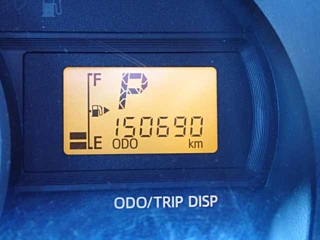 F
P
150690
E ODO km
ODO/TRIP DISP